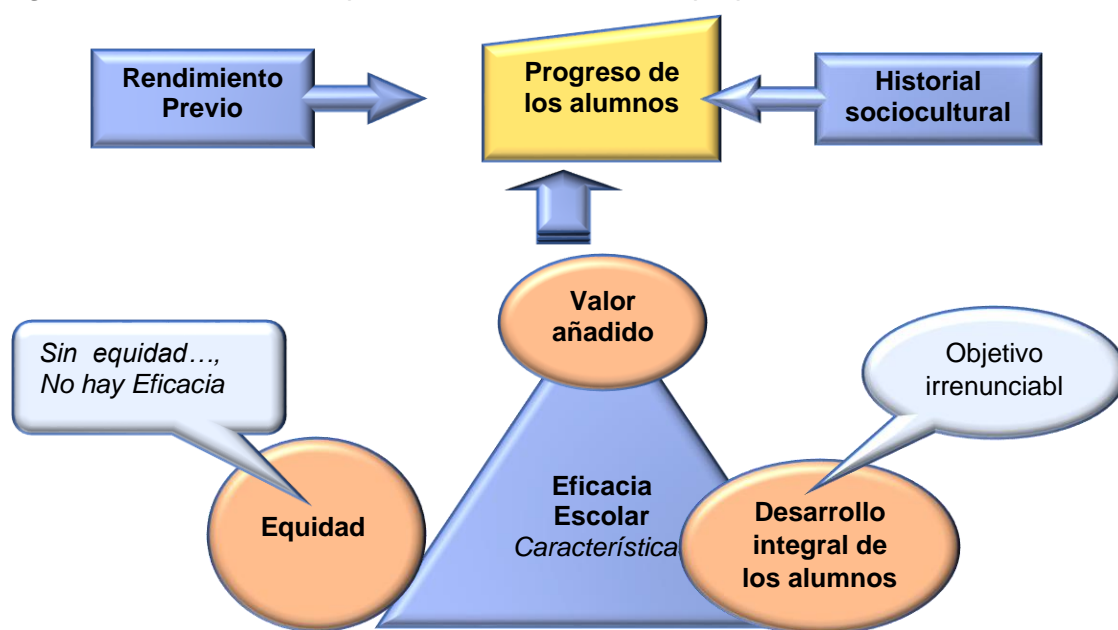 Rendimiento
Previo
Progreso de
los alumnos
Historial
sociocultural
Valor
añadido
Sin equidad…,
No hay Eficacia
Objetivo
irrenunciabl
Equidad
Eficacia
Escolar
Característica
Desarrollo
integral de
los alumnos